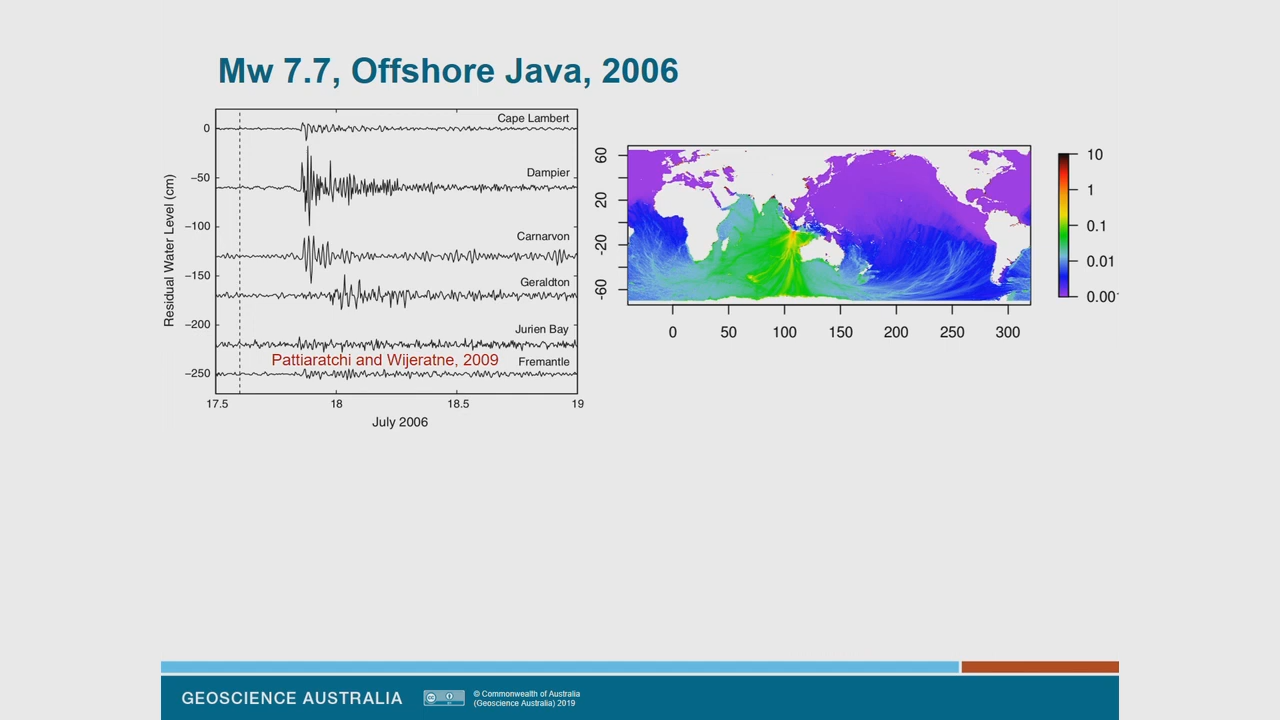 Mw 7.7, Offshore Java, 2006
Residual Water Level (cm)
0
−50
−100
−150
−200
−250
Cape Lambert
Dampier
Carnarvon
Geraldton
Jurien Bay
Pattiaratchi and Wijeratne, 2009
Fremantle
17.5 18 18.5 19
July 2006
60
20
-20
-60
0 50 100 150 200 250 300
10
1
0.1
0.01
0.00
GEOSCIENCE AUSTRALIA
© Commonwealth of Australia
(Geoscience Australia) 2019